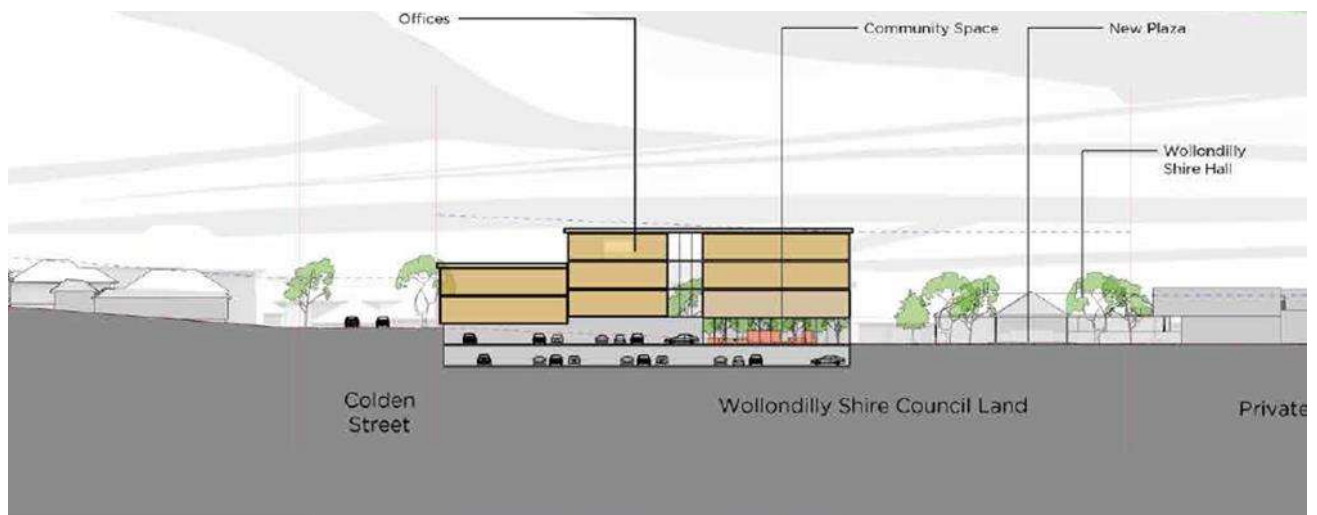 Offices
Community Space
New Plaza
Wollondilly
Shire Hall
Colden
Street
Wollondilly Shire Council Land
Private